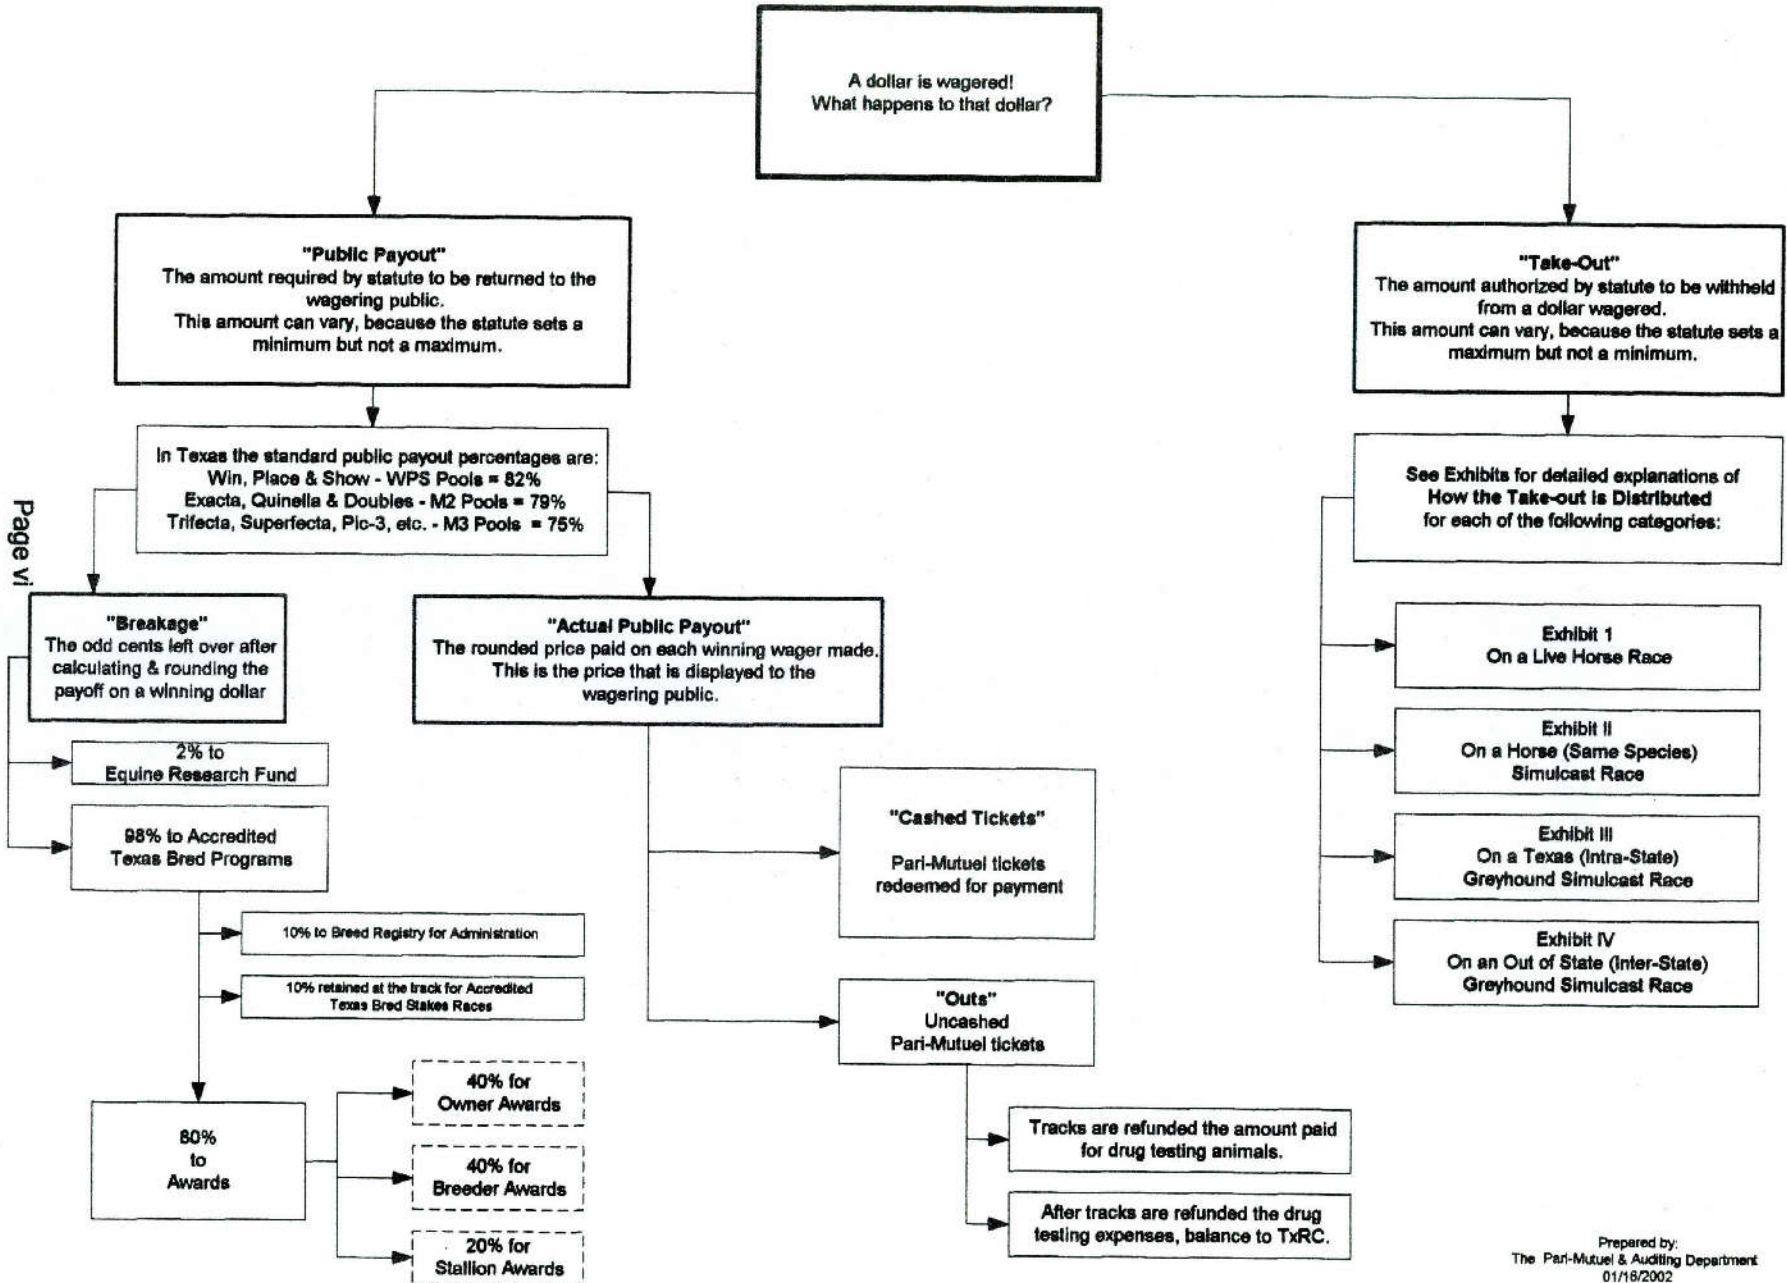 A dollar is wagered!
What happens to that dollar?
"Public Payout"
The amount required by statute to be returned to the
wagering public.
This amount can vary, because the statute sets a
minimum but not a maximum.
"Take-Out"
The amount authorized by statute to be withheld
from a dollar wagered.
This amount can vary, because the statute sets a
maximum but not a minimum.
In Texas the standard public payout percentages are:
Win, Place & Show - WPS Pools = 82%
Exacta, Quinella & Doubles - M2 Pools = 79%
Trifecta, Superfecta, Pic-3, etc. - M3 Pools = 75%
See Exhibits for detailed explanations of
How the Take-out is Distributed
for each of the following categories:
Page vi
"Breakage"
The odd cents left over after
calculating & rounding the
payoff on a winning dollar
"Actual Public Payout"
The rounded price paid on each winning wager made.
This is the price that is displayed to the
wagering public.
Exhibit 1
On a Live Horse Race
Exhibit II
On a Horse (Same Species)
Simulcast Race
Exhibit III
On a Texas (Intra-State)
Greyhound Simulcast Race
Exhibit IV
On an Out of State (Inter-State)
Greyhound Simulcast Race
2% to
Equine Research Fund
98% to Accredited
Texas Bred Programs
10% to Breed Registry for Administration
10% retained at the track for Accredited
Texas Bred Stakes Races
80%
to
Awards
40% for
Owner Awards
40% for
Breeder Awards
20% for
Stallion Awards
"Cashed Tickets"
Pari-Mutuel tickets
redeemed for payment
"Outs"
Uncashed
Pari-Mutuel tickets
Tracks are refunded the amount paid
for drug testing animals.
After tracks are refunded the drug
testing expenses, balance to TxRC.
Prepared by:
The Pari-Mutuel & Auditing Department
01/16/2002